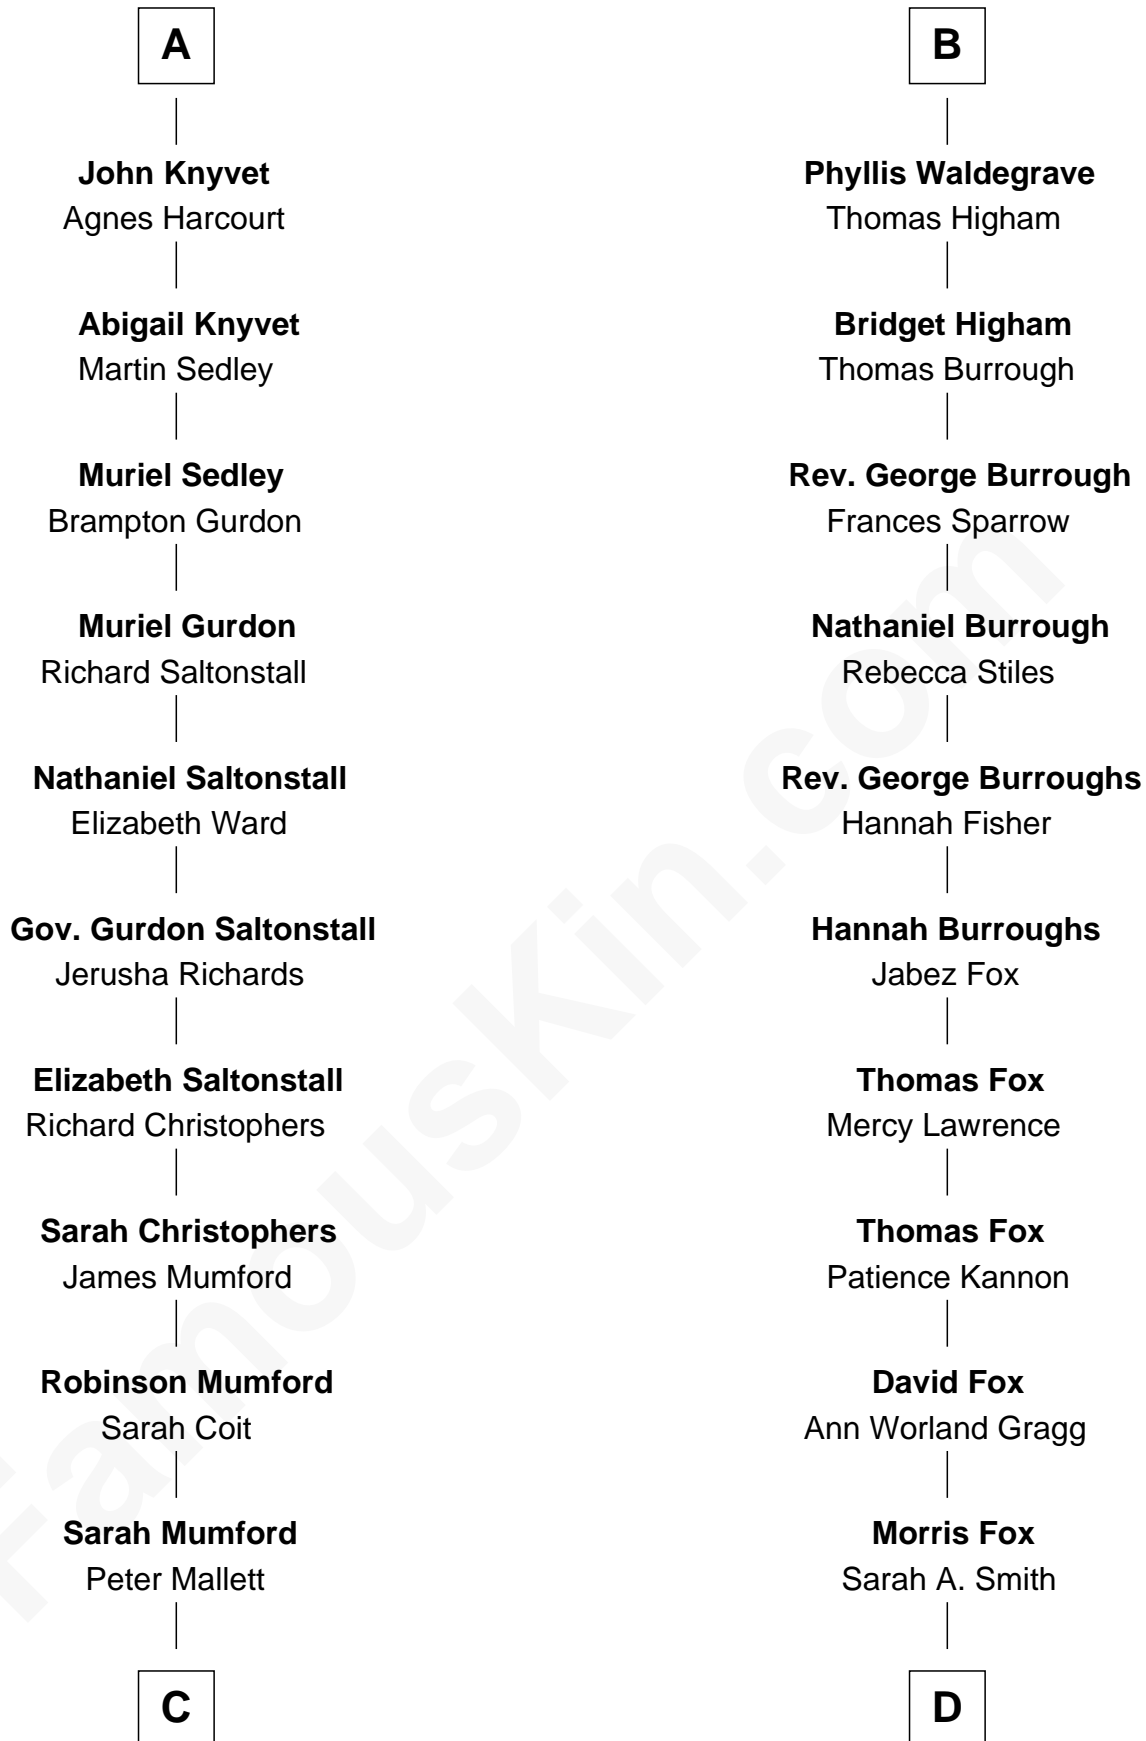 A
John Knyvet
Agnes Harcourt
Abigail Knyvet
Martin Sedley
Muriel Sedley
Brampton Gurdon
Muriel Gurdon
Richard Saltonstall
Nathaniel Saltonstall
Elizabeth Ward
Gov. Gurdon Saltonstall
Jerusha Richards
Elizabeth Saltonstall
Richard Christophers
Sarah Christophers
James Mumford
Robinson Mumford
Sarah Coit
Sarah Mumford
Peter Mallett
C
B
Phyllis Waldegrave
Thomas Higham
Bridget Higham
Thomas Burrough
Rev. George Burrough
Frances Sparrow
Nathaniel Burrough
Rebecca Stiles
Rev. George Burroughs
Hannah Fisher
Hannah Burroughs
Jabez Fox
Thomas Fox
Mercy Lawrence
Thomas Fox
Patience Kannon
David Fox
Ann Worland Gragg
Morris Fox
Sarah A. Smith
D
FamousKin.com